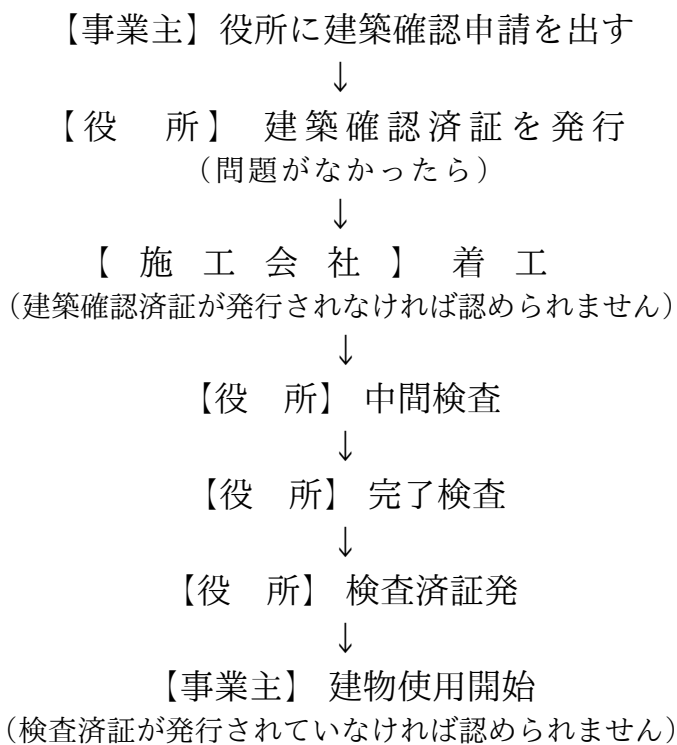 【事業主】役所に建築確認申請を出す
↓
【役　所】 建築確認済証を発行
（問題がなかったら）
↓
【施工会社】 着工
（建築確認済証が発行されなければ認められません）
↓
【役　所】 中間検査
↓
【役　所】 完了検査
↓
【役　所】 検査済証発
↓
【事業主】 建物使用開始
（検査済証が発行されていなければ認められません）